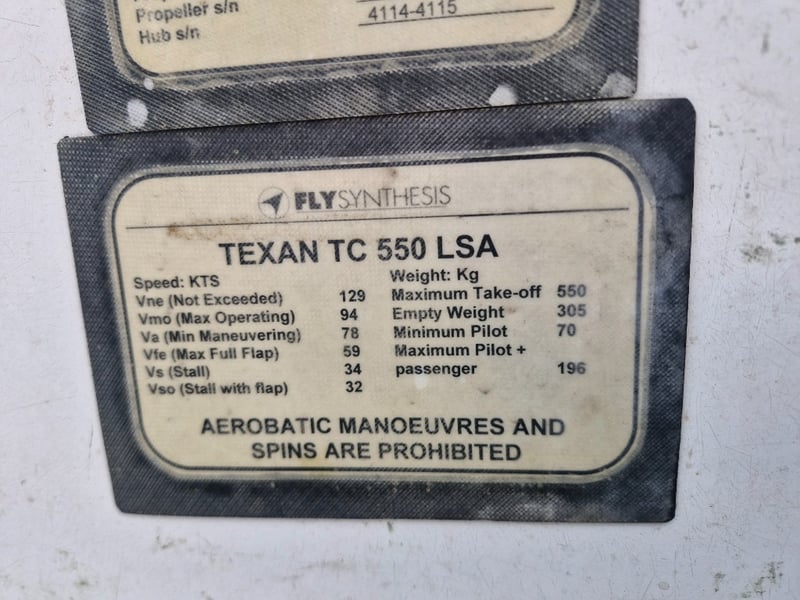 Propeller s/n 4114-4115
Hub s/n
FLYSYNTHESIS
TEXAN TC 550 LSA
Speed: KTS
Vne (Not Exceeded) 129
Vmo (Max Operating) 94
Va (Min Maneuvering) 78
Vfe (Max Full Flap) 59
Vs (Stall) 34
Vso (Stall with flap) 32
Weight: Kg
Maximum Take-off 550
Empty Weight 305
Minimum Pilot 70
Maximum Pilot +
passenger 196
AEROBATIC MANOEUVRES AND
SPINS ARE PROHIBITED